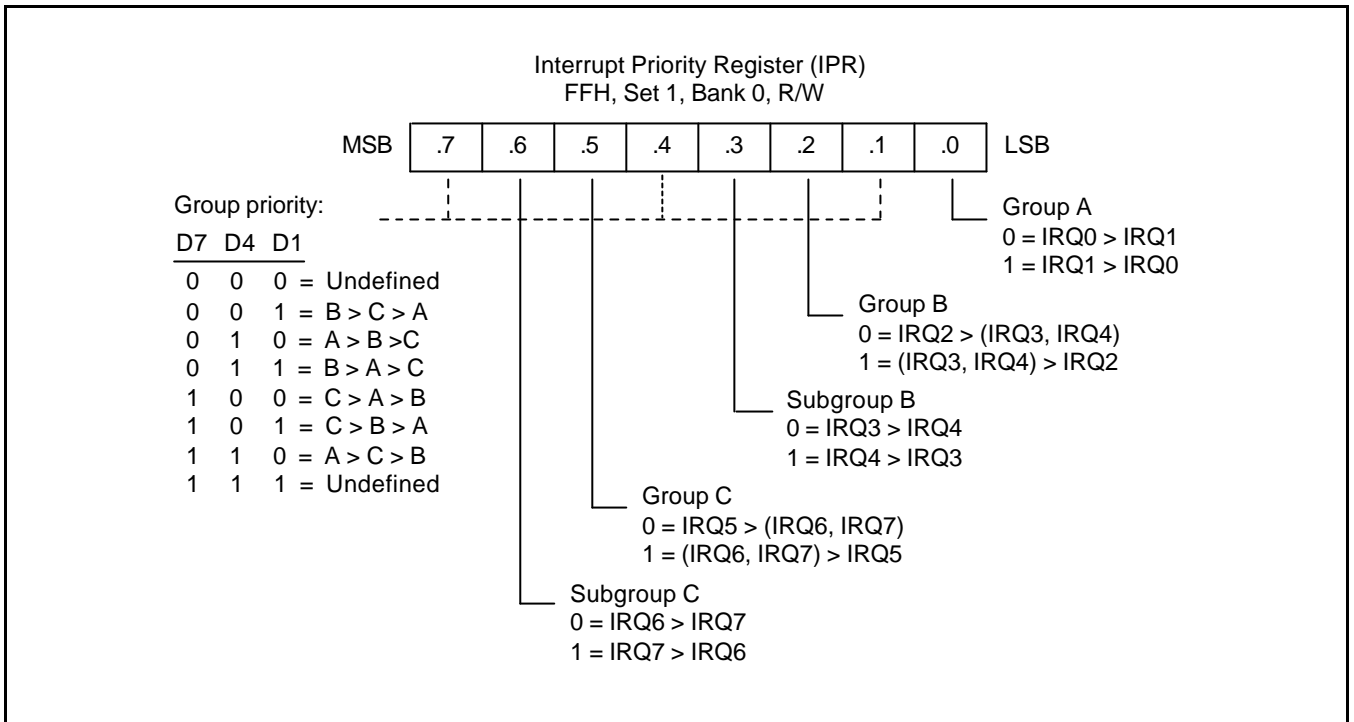 Interrupt Priority Register (IPR)
FFH, Set 1, Bank 0, R/W
MSB .7 .6 .5 .4 .3 .2 .1 .0 LSB
Group priority:
D7 D4 D1
0 0 0 = Undefined
0 0 1 = B > C > A
0 1 0 = A > B >C
0 1 1 = B > A > C
1 0 0 = C > A > B
1 0 1 = C > B > A
1 1 0 = A > C > B
1 1 1 = Undefined
Group A
0 = IRQ0 > IRQ1
1 = IRQ1 > IRQ0
Group B
0 = IRQ2 > (IRQ3, IRQ4)
1 = (IRQ3, IRQ4) > IRQ2
Subgroup B
0 = IRQ3 > IRQ4
1 = IRQ4 > IRQ3
Group C
0 = IRQ5 > (IRQ6, IRQ7)
1 = (IRQ6, IRQ7) > IRQ5
Subgroup C
0 = IRQ6 > IRQ7
1 = IRQ7 > IRQ6